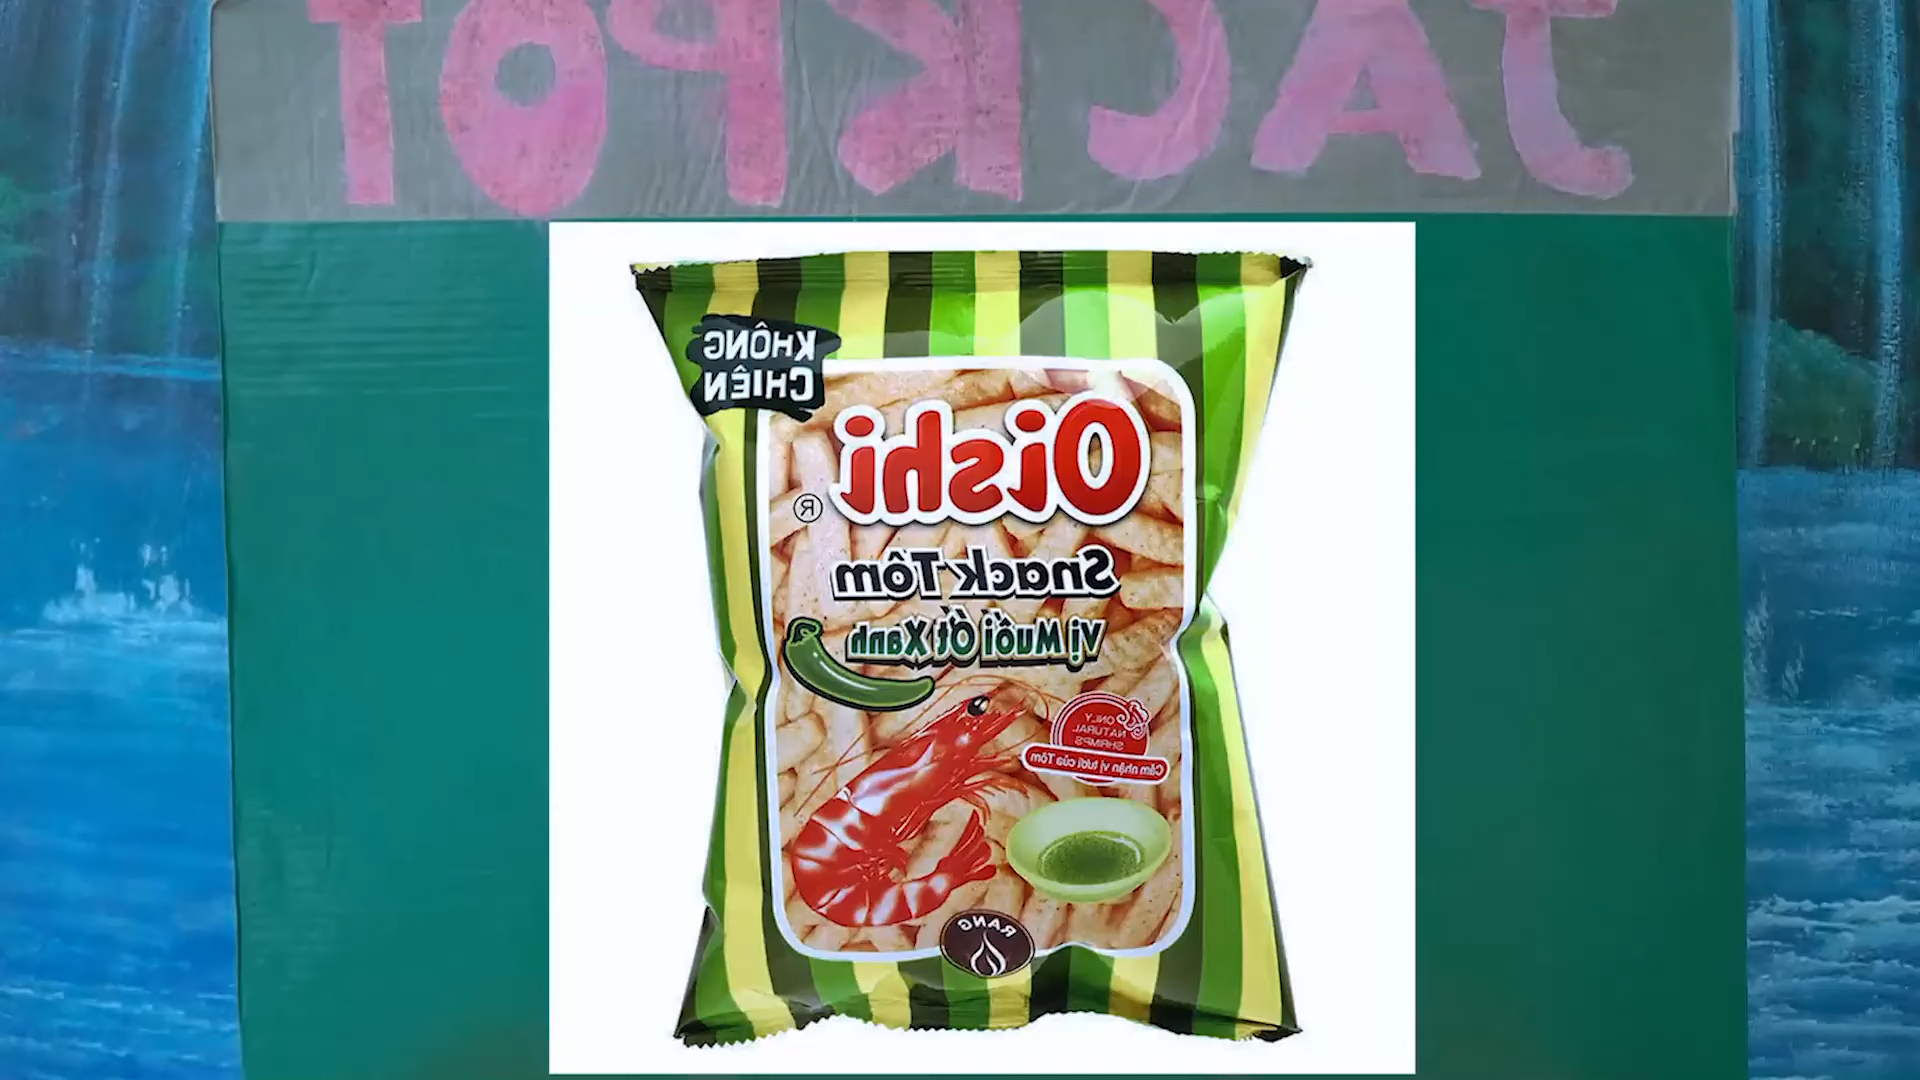 JACKPOT
KHÔNG
CHIÊN
Oishi
®
Snack Tôm
Vị Muối Ớt Xanh
ONLY
NATURAL
SHRIMPS
Cảm nhận vị tươi của Tôm
RANG